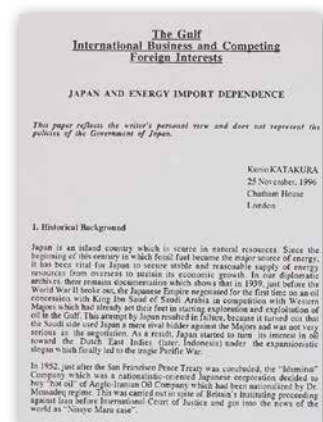 The Gulf
International Business and Competing
Foreign Interests
JAPAN AND ENERGY IMPORT DEPENDENCE
This paper reflects the writer's personal view and does not represent the
policies of the Government of Japan.
Kunio KATAKURA
25 November, 1996
Chatham House
London
1. Historical Background
Japan is an island country which is scarce in natural resources. Since the
beginning of this century in which fossil fuel became the major source of energy,
it has been vital for Japan to secure stable and reasonable supply of energy
resources from overseas to sustain its economic growth. In our diplomatic
archives, there remains documentation which shows that in 1939, just before the
World War II broke out, the Japanese Empire negotiated for the first time on an oil
concession with King Ibn Saud of Saudi Arabia in competition with Western
Majors which had already set their feet in starting exploration and exploitation of
oil in the Gulf. This attempt by Japan resulted in failure, because it turned out that
the Saudi side used Japan a mere rival bidder against the Majors and was not very
serious in the negotiation. As a result, Japan started to turn its interest in oil
toward the Dutch East Indies (later, Indonesia) under the expansionist
slogan which finally led to the tragic Pacific War.
In 1952, just after the San Francisco Peace Treaty was concluded, the "Idemitsu"
Company which was a nationalistic-oriented Japanese corporation decided to
buy "hot oil" of Anglo-Iranian Oil Company which had been nationalized by Dr.
Mossadeq regime. This was carried out in spite of Britain's instituting proceeding
against Iran before International Court of Justice and got into the news of the
world as "Nissyo Maru case".